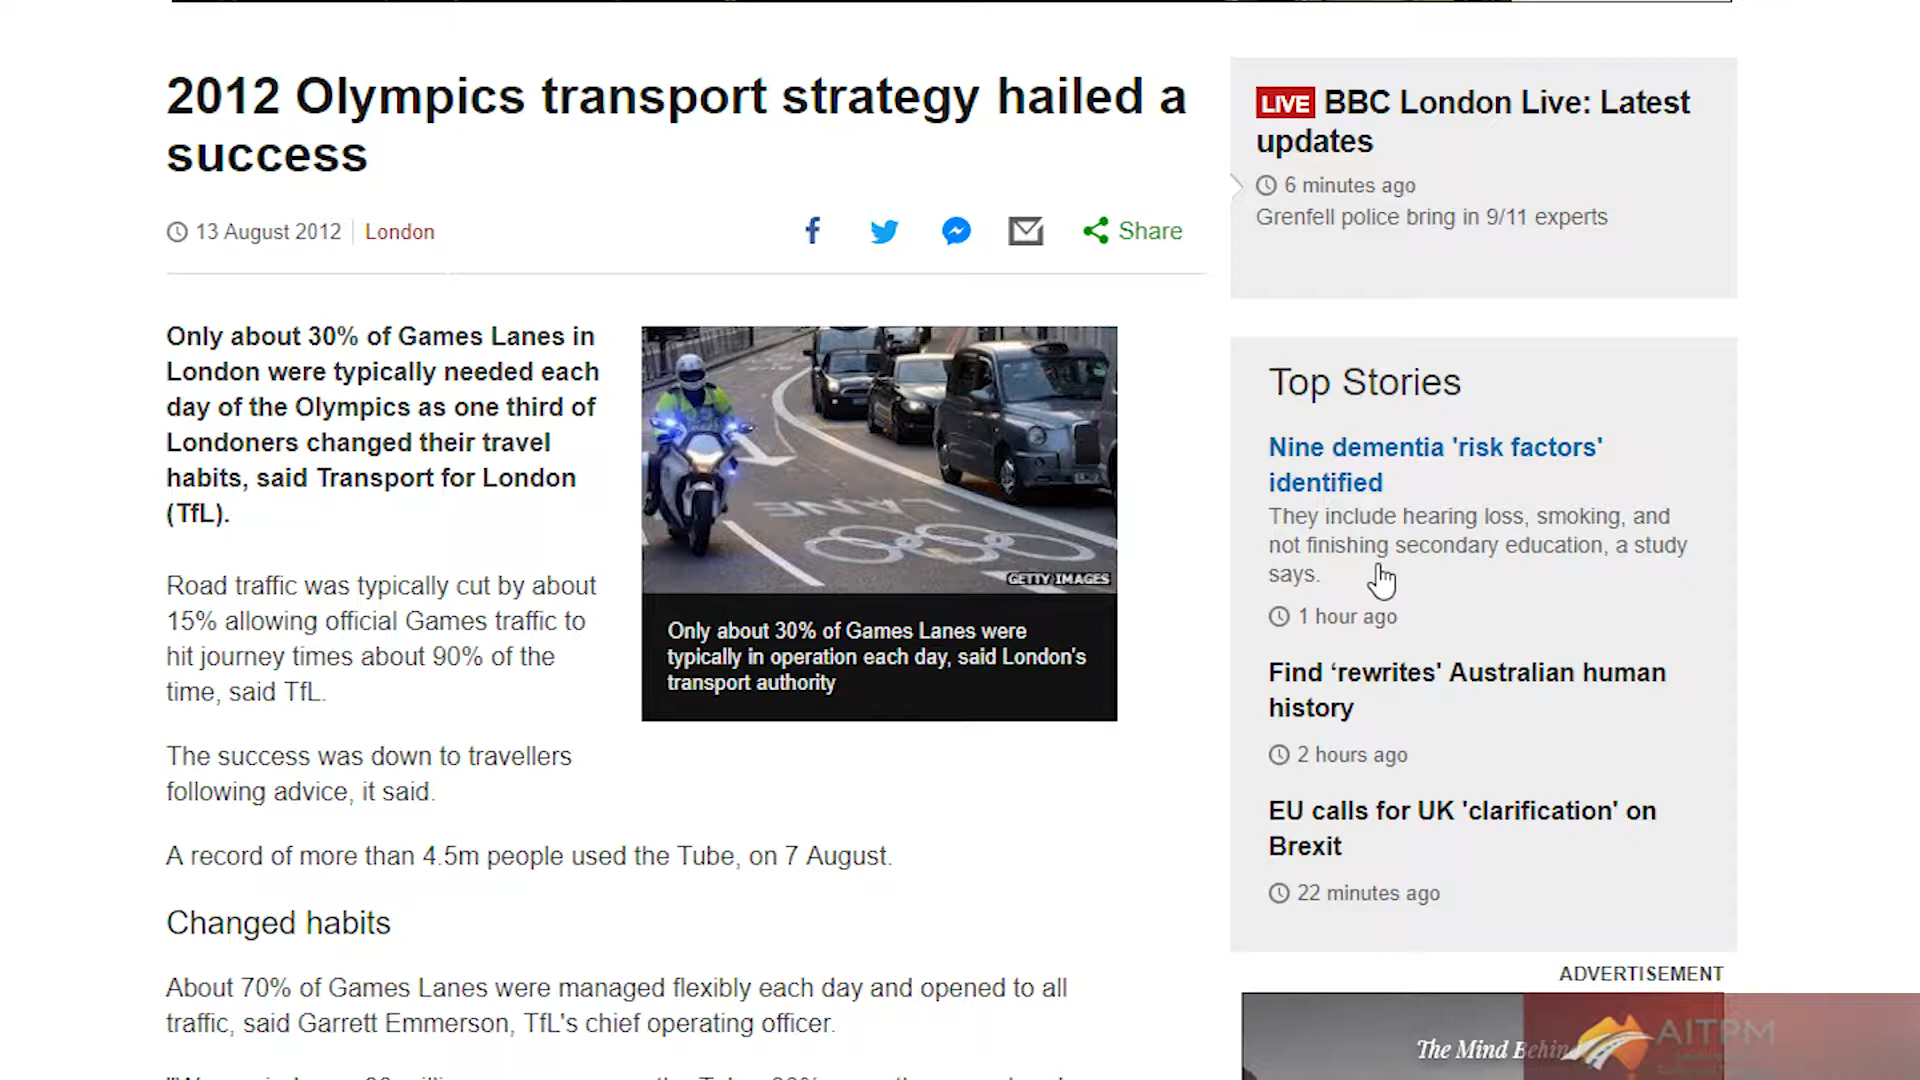 2012 Olympics transport strategy hailed a
success
13 August 2012
London
Share
Only about 30% of Games Lanes in
London were typically needed each
day of the Olympics as one third of
Londoners changed their travel
habits, said Transport for London
(TfL).
LANE
GETTY IMAGES
Only about 30% of Games Lanes were
typically in operation each day, said London's
transport authority
Road traffic was typically cut by about
15% allowing official Games traffic to
hit journey times about 90% of the
time, said TfL.
The success was down to travellers
following advice, it said.
A record of more than 4.5m people used the Tube, on 7 August.
Changed habits
About 70% of Games Lanes were managed flexibly each day and opened to all
traffic, said Garrett Emmerson, TfL's chief operating officer.
LIVE BBC London Live: Latest
updates
6 minutes ago
Grenfell police bring in 9/11 experts
Top Stories
Nine dementia 'risk factors'
identified
They include hearing loss, smoking, and
not finishing secondary education, a study
says.
1 hour ago
Find ‘rewrites' Australian human
history
2 hours ago
EU calls for UK 'clarification' on
Brexit
22 minutes ago
ADVERTISEMENT
The Mind Behind
AITPM